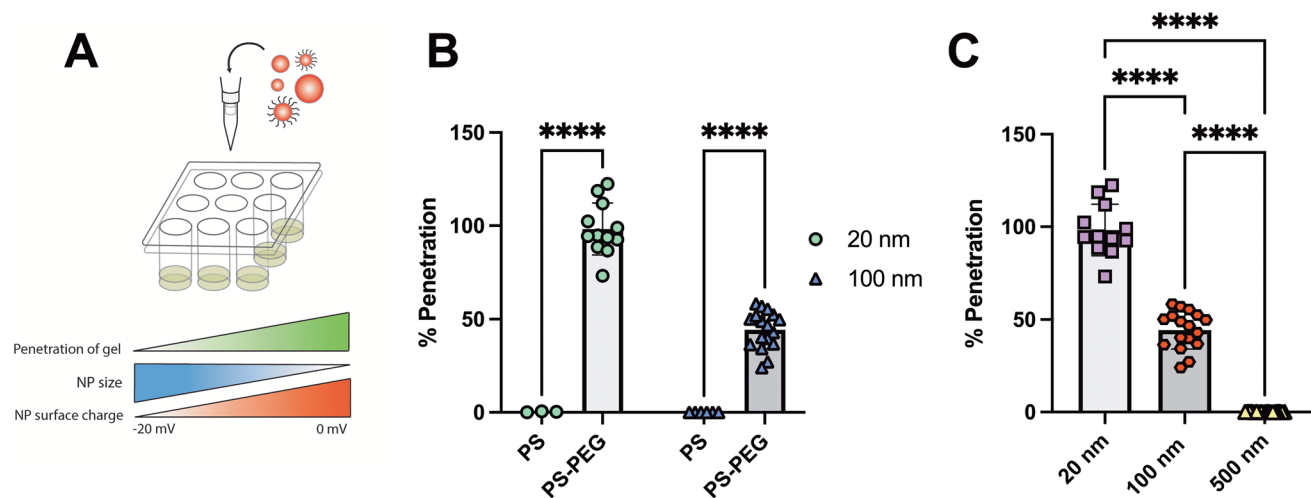 A
Penetration of gel
NP size
NP surface charge
-20 mV
0 mV
B
% Penetration
150
100
50
0
****
****
PS
PS-PEG
PS
PS-PEG
20 nm
100 nm
C
% Penetration
150
100
50
0
****
****
****
20 nm
100 nm
500 nm